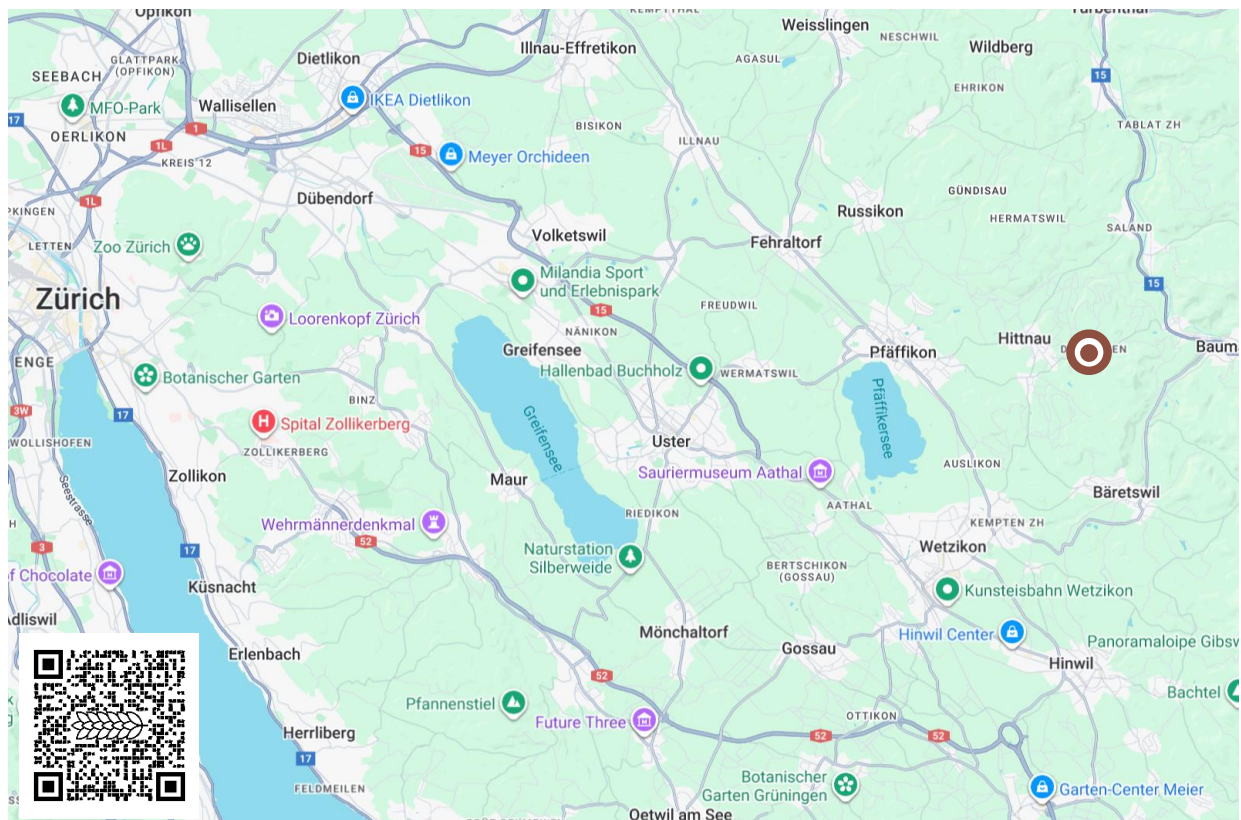 Opfikon
KEMPTTHAL
Turbenthal
Weisslingen
NESCHWIL
Wildberg
GLATTPARK
(OPFIKON)
Dietlikon
Illnau-Effretikon
AGASUL
SEEBACH
15
EHRIKON
MFO-Park
Wallisellen
IKEA Dietlikon
17
1
TABLAT ZH
OERLIKON
BISIKON
1L
15
ILLNAU
KREIS 12
Meyer Orchideen
1L
Dübendorf
GÜNDISAU
PKINGEN
Russikon
HERMATSWIL
SALAND
LETTEN
Zoo Zürich
Volketswil
Fehraltorf
Milandia Sport
und Erlebnispark
15
Zürich
FREUDWIL
15
Loorenkopf Zürich
NÄNIKON
Hittnau
ENGE
Greifensee
Pfäffikon
Bauma
Botanischer Garten
Hallenbad Buchholz
WERMATSWIL
BINZ
Pfäffikersee
3W
17
Spital Zollikerberg
Greifensee
WOLLISHOFEN
ZOLLIKERBERG
Uster
Zollikon
Maur
Sauriermuseum Aathal
AUSLIKON
Seestrasse
Bäretswil
AATHAL
RIEDIKON
Wehrmännerdenkmal
KEMPTEN ZH
52
3
17
Naturstation
Silberweide
Wetzikon
BERTSCHIKON
(GOSSAU)
of Chocolate
Küsnacht
Kunsteisbahn Wetzikon
Adliswil
Mönchaltorf
Hinwil Center
Gossau
Panoramaloipe Gibsw
Erlenbach
Hinwil
52
Bachtel
Pfannenstiel
Future Three
OTTIKON
Herrliberg
52
52
17
FELDMEILEN
Botanischer
Garten Grüningen
Garten-Center Meier
Oetwil am See